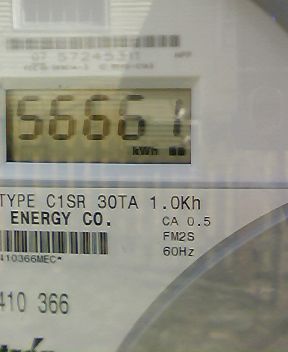 56661
kWh
TYPE C1SR 30TA 1.0Kh
ENERGY CO. CA 0.5
FM2S
410366MEC* 60Hz
410 366